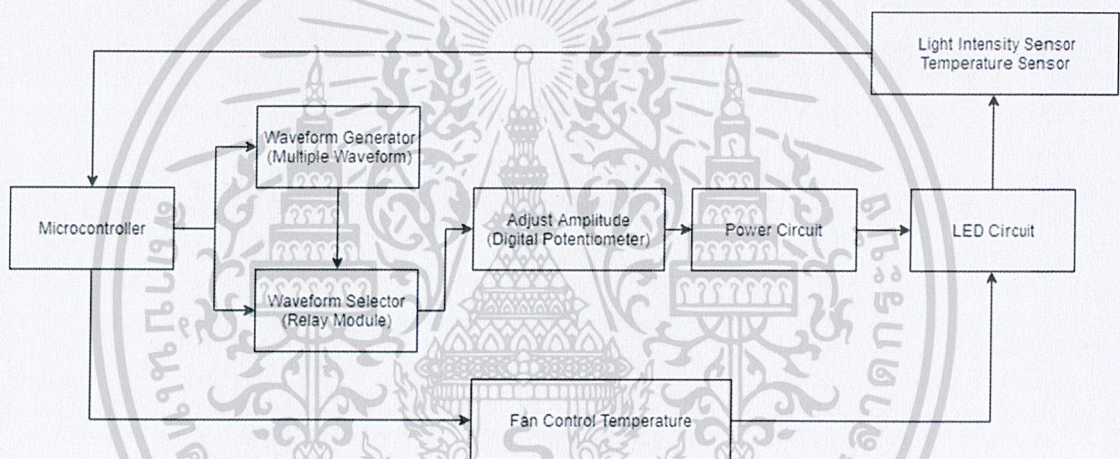 Light Intensity Sensor
Temperature Sensor
Waveform Generator
(Multiple Waveform)
Microcontroller
Adjust Amplitude
(Digital Potentiometer)
Power Circuit
LED Circuit
Waveform Selector
(Relay Module)
Fan Control Temperature